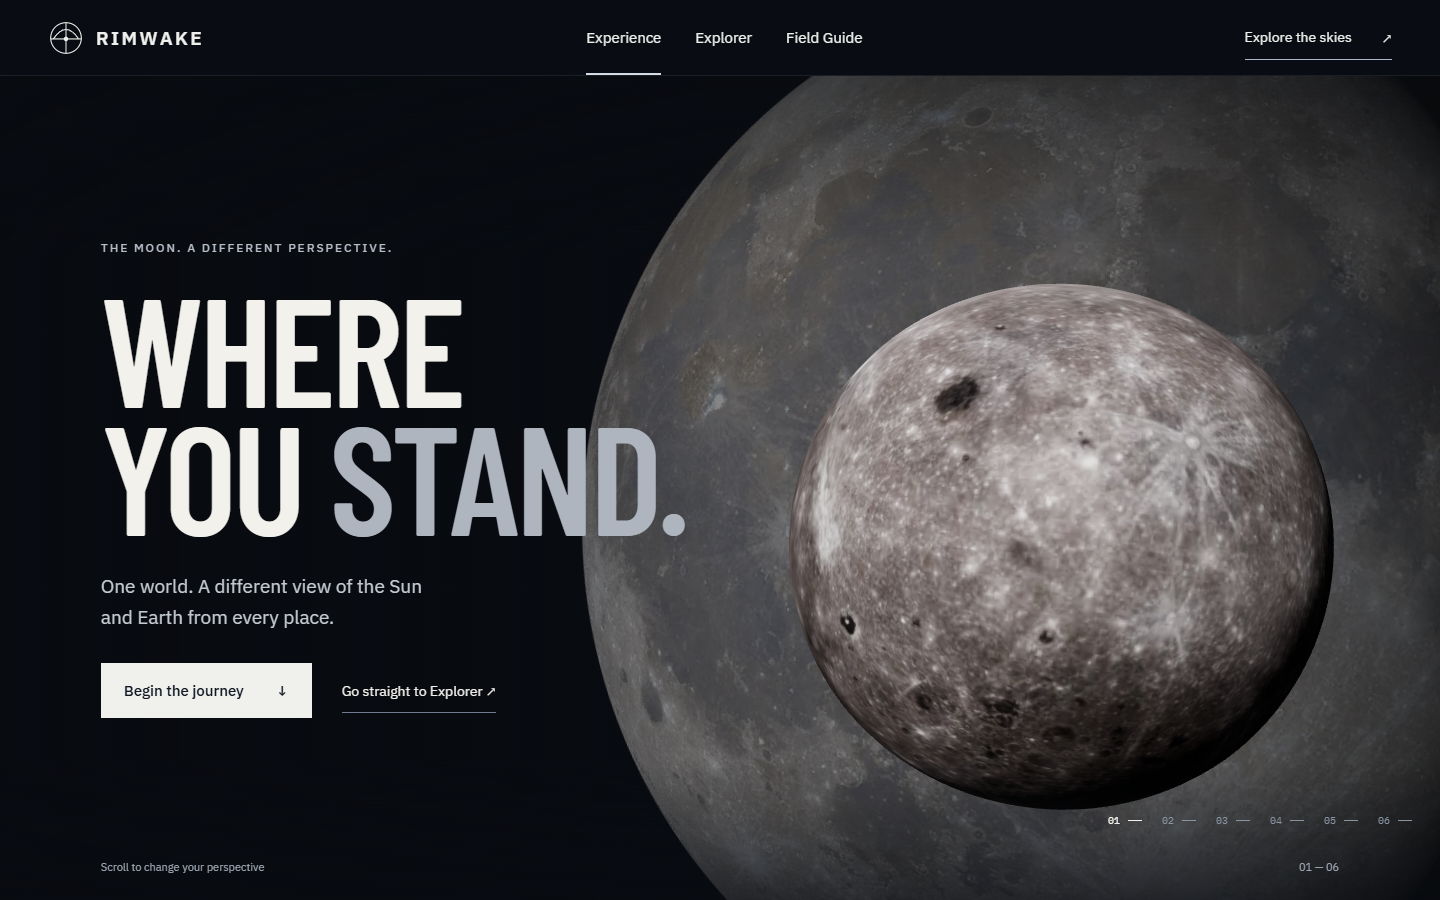 RIMWAKE
Experience
Explorer
Field Guide
Explore the skies ↗
THE MOON. A DIFFERENT PERSPECTIVE.
WHERE
YOU STAND.
One world. A different view of the Sun
and Earth from every place.
Begin the journey ↓
Go straight to Explorer ↗
01 02 03 04 05 06
Scroll to change your perspective
01 — 06